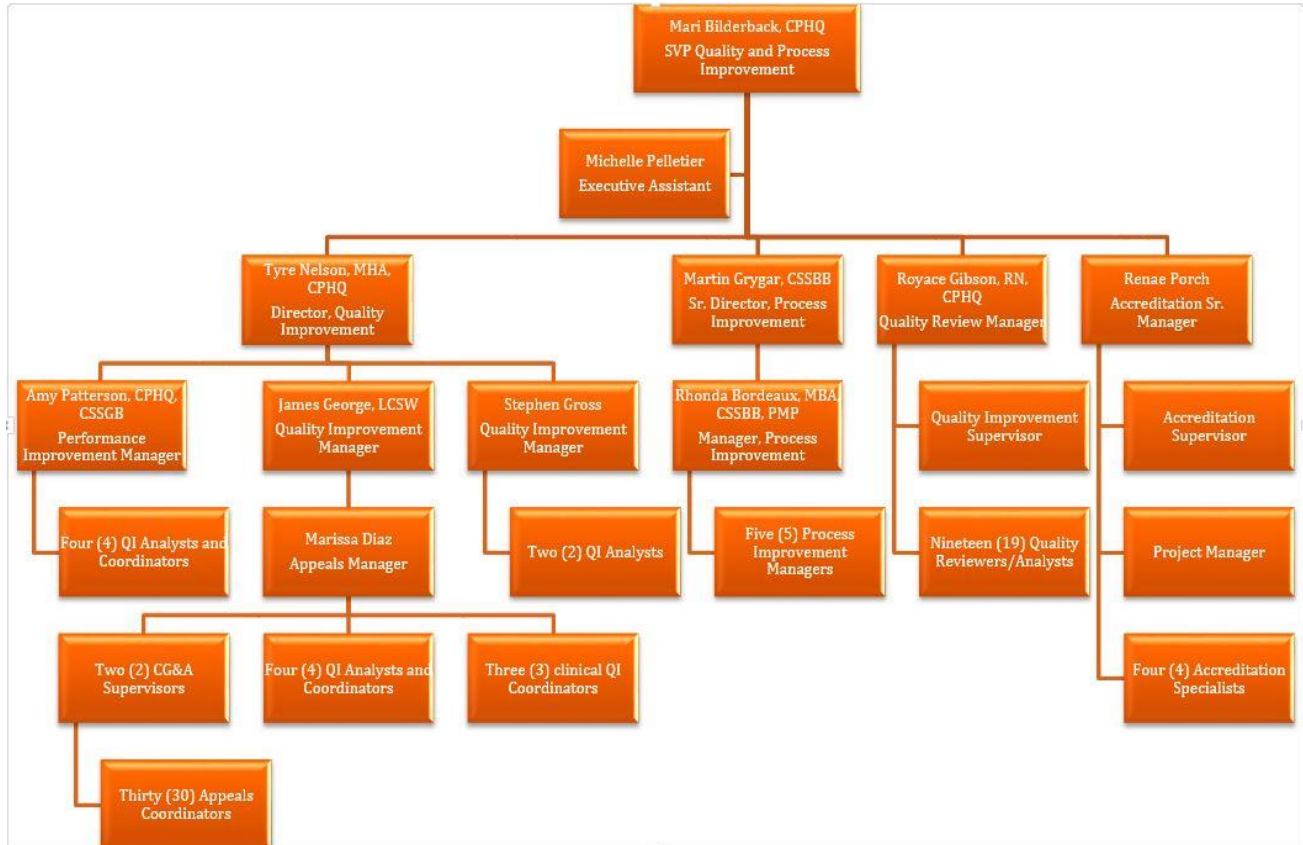 Mari Bilderback, CPHQ
SVP Quality and Process
Improvement
Michelle Pelletier
Executive Assistant
Tyre Nelson, MHA,
CPHQ
Director, Quality
Improvement
Martin Grygar, CSSBB
Sr. Director, Process
Improvement
Royace Gibson, RN,
CPHQ
Quality Review Manager
Renae Porch
Accreditation Sr.
Manager
Amy Patterson, CPHQ,
CSSGB
Performance
Improvement Manager
James George, LCSW
Quality Improvement
Manager
Stephen Gross
Quality Improvement
Manager
Rhonda Bordeaux, MBA,
CSSBB, PMP
Manager, Process
Improvement
Quality Improvement
Supervisor
Accreditation
Supervisor
Four (4) QI Analysts and
Coordinators
Marissa Diaz
Appeals Manager
Two (2) QI Analysts
Five (5) Process
Improvement
Managers
Nineteen (19) Quality
Reviewers/Analysts
Project Manager
Two (2) CG&A
Supervisors
Four (4) QI Analysts and
Coordinators
Three (3) clinical QI
Coordinators
Four (4) Accreditation
Specialists
Thirty (30) Appeals
Coordinators